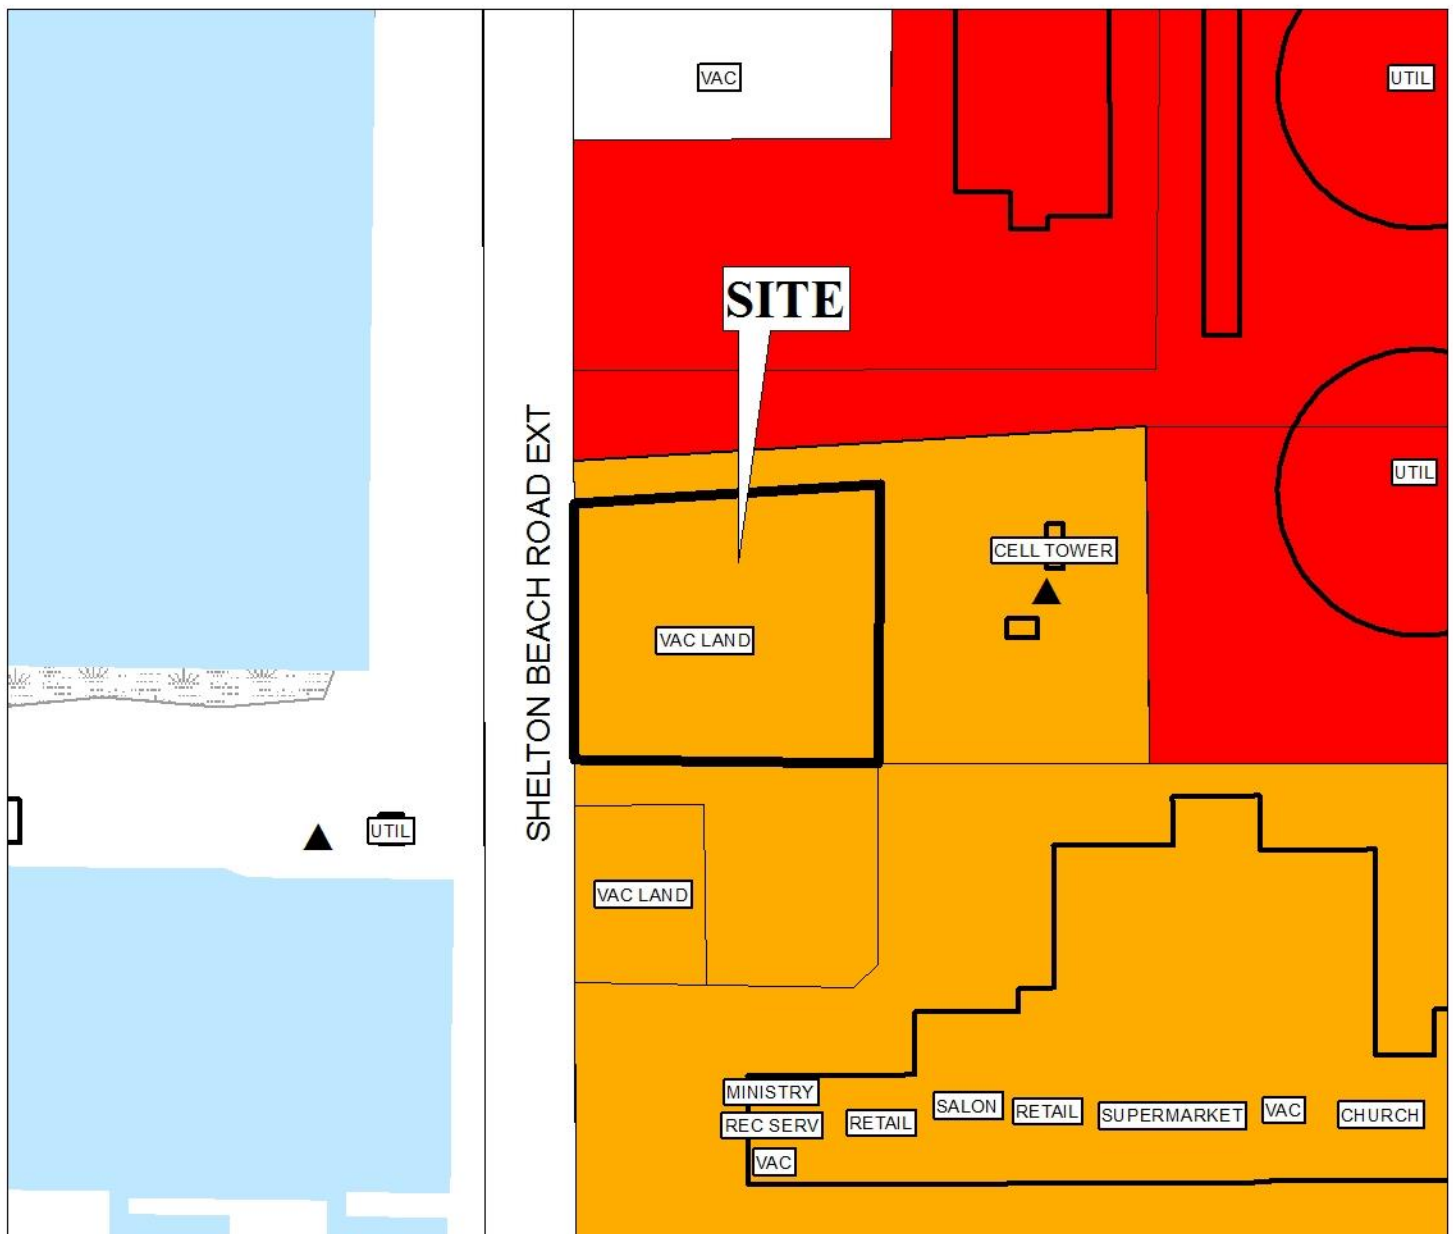 VAC
UTIL
SITE
SHELTON BEACH ROAD EXT
UTIL
CELL TOWER
VAC LAND
UTIL
VAC LAND
MINISTRY
REC SERV
VAC
RETAIL
SALON
RETAIL
SUPERMARKET
VAC
CHURCH